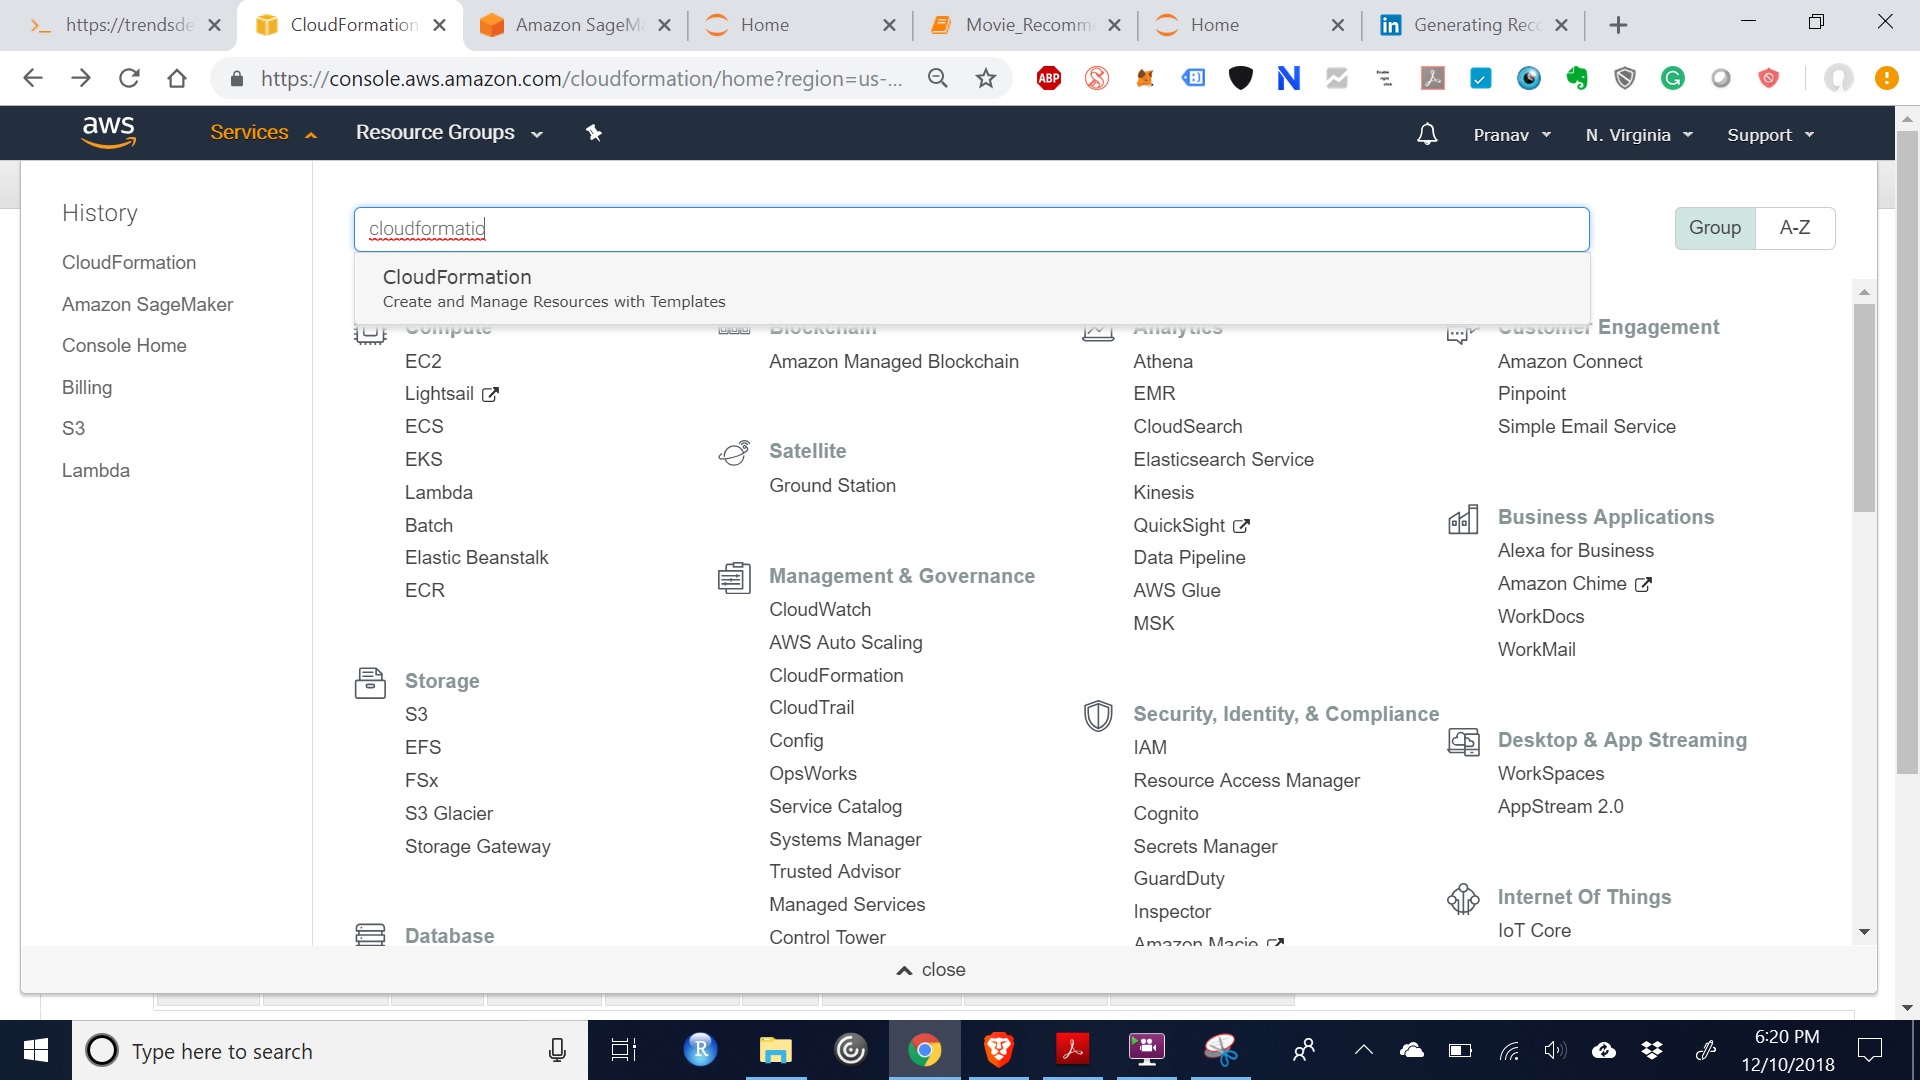 https://trendsde
CloudFormation
Amazon SageMa
Home
Movie_Recomm
Home
Generating Reco
https://console.aws.amazon.com/cloudformation/home?region=us-...
aws
Services
Resource Groups
Pranav
N. Virginia
Support
History
CloudFormation
Amazon SageMaker
Console Home
Billing
S3
Lambda
cloudformatio
Group
A-Z
CloudFormation
Create and Manage Resources with Templates
Compute
EC2
Lightsail
ECS
EKS
Lambda
Batch
Elastic Beanstalk
ECR
Storage
S3
EFS
FSx
S3 Glacier
Storage Gateway
Database
Blockchain
Amazon Managed Blockchain
Satellite
Ground Station
Management & Governance
CloudWatch
AWS Auto Scaling
CloudFormation
CloudTrail
Config
OpsWorks
Service Catalog
Systems Manager
Trusted Advisor
Managed Services
Control Tower
Analytics
Athena
EMR
CloudSearch
Elasticsearch Service
Kinesis
QuickSight
Data Pipeline
AWS Glue
MSK
Security, Identity, & Compliance
IAM
Resource Access Manager
Cognito
Secrets Manager
GuardDuty
Inspector
Amazon Macie
Customer Engagement
Amazon Connect
Pinpoint
Simple Email Service
Business Applications
Alexa for Business
Amazon Chime
WorkDocs
WorkMail
Desktop & App Streaming
WorkSpaces
AppStream 2.0
Internet Of Things
IoT Core
close
Type here to search
6:20 PM
12/10/2018